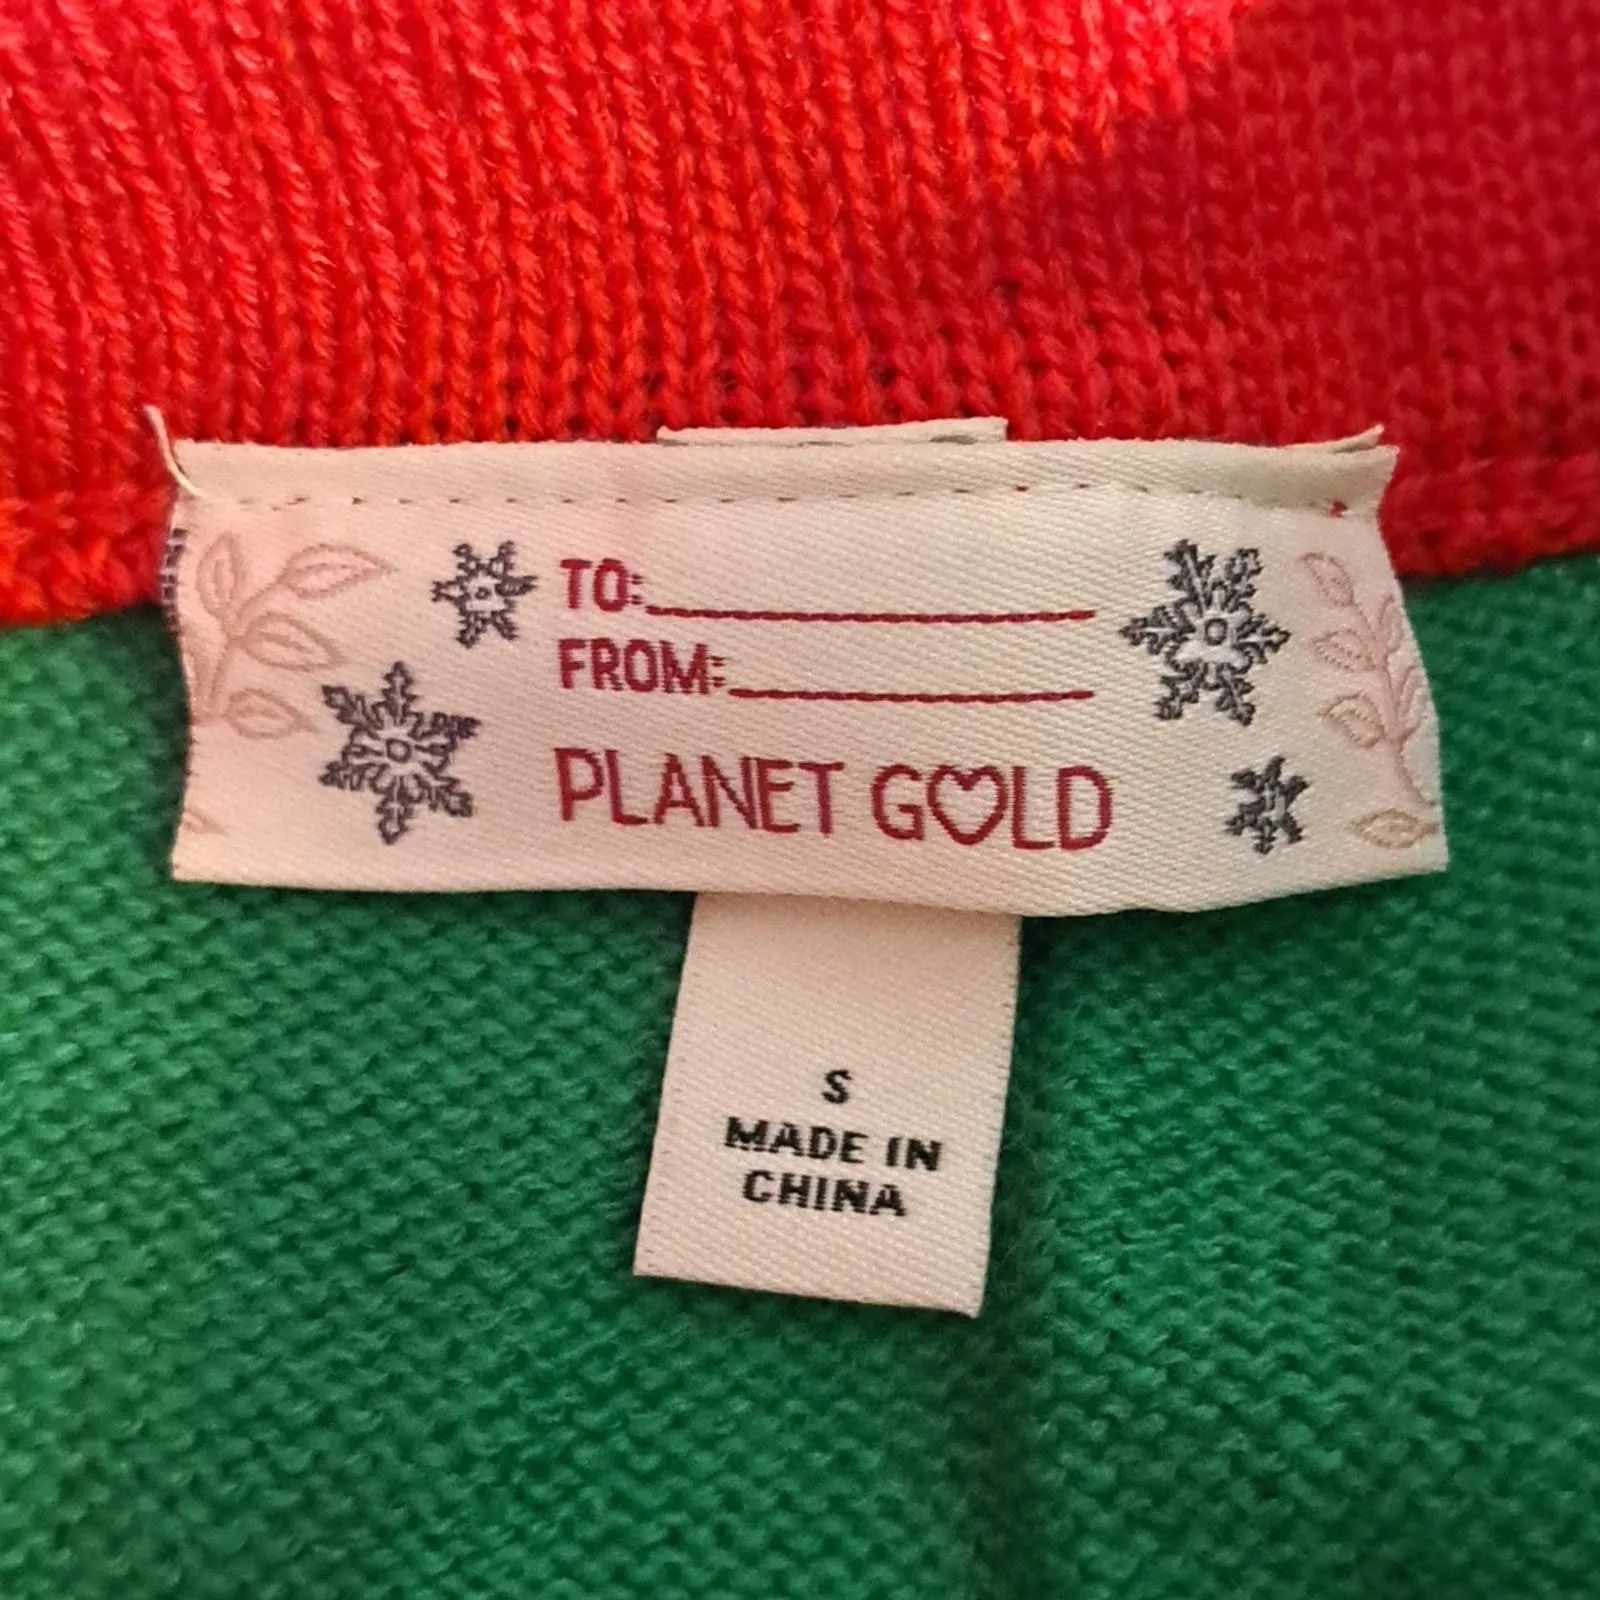 TO:
FROM:
PLANET GOLD
S
MADE IN
CHINA